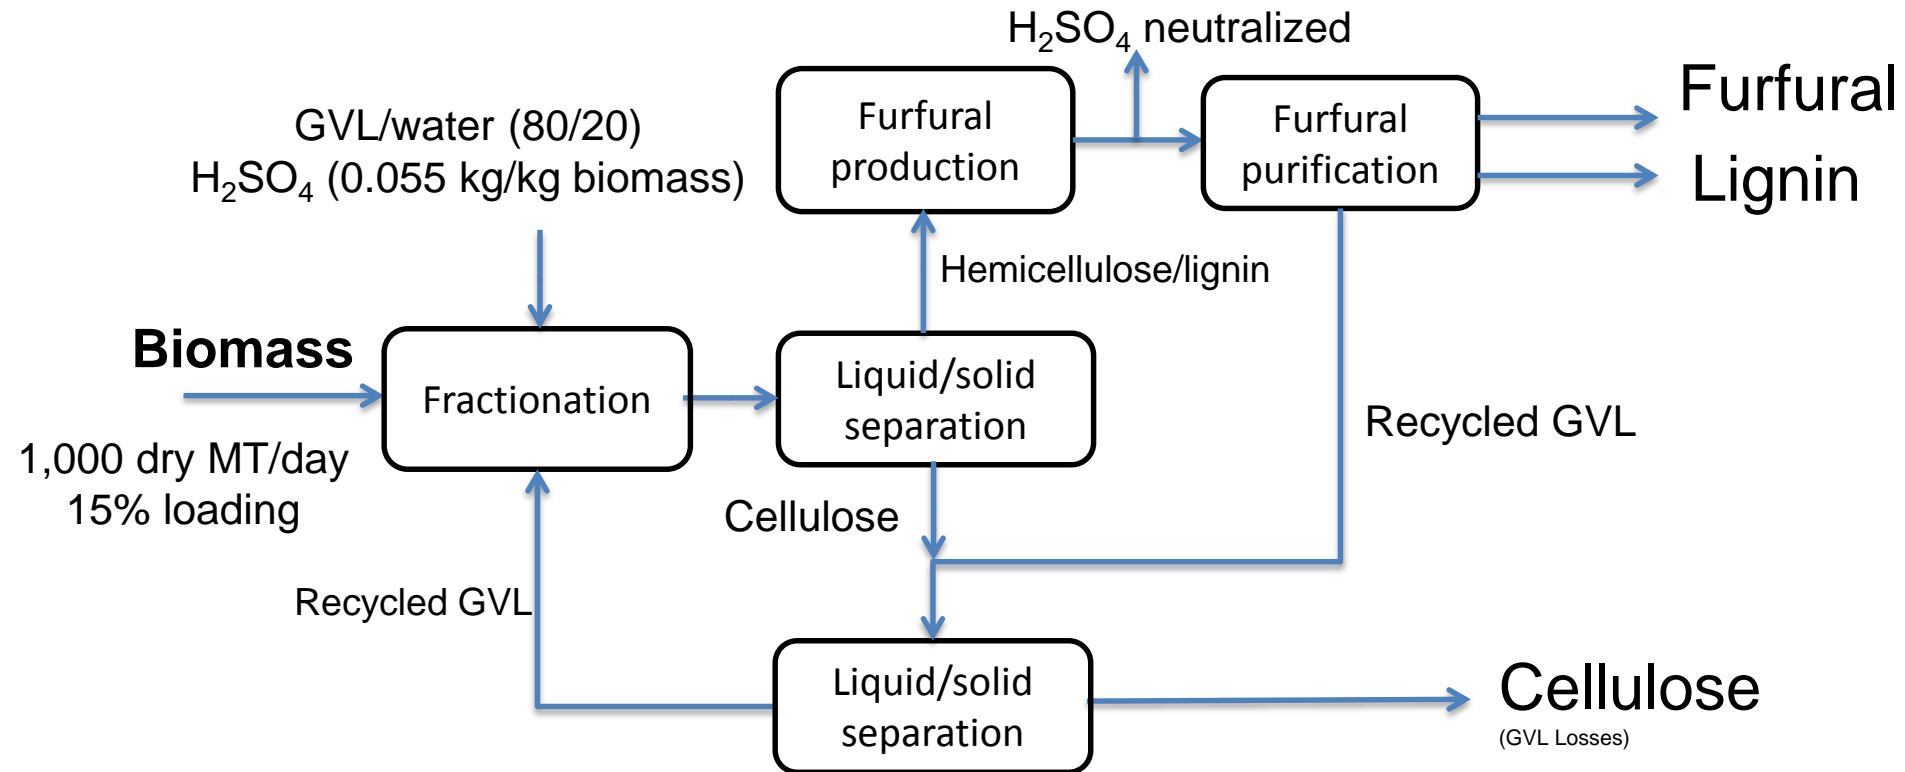 H₂SO₄ neutralized
GVL/water (80/20)
H₂SO₄ (0.055 kg/kg biomass)
Furfural
production
Furfural
purification
Furfural
Lignin
Hemicellulose/lignin
Biomass
1,000 dry MT/day
15% loading
Fractionation
Liquid/solid
separation
Recycled GVL
Cellulose
Recycled GVL
Liquid/solid
separation
Cellulose
(GVL Losses)